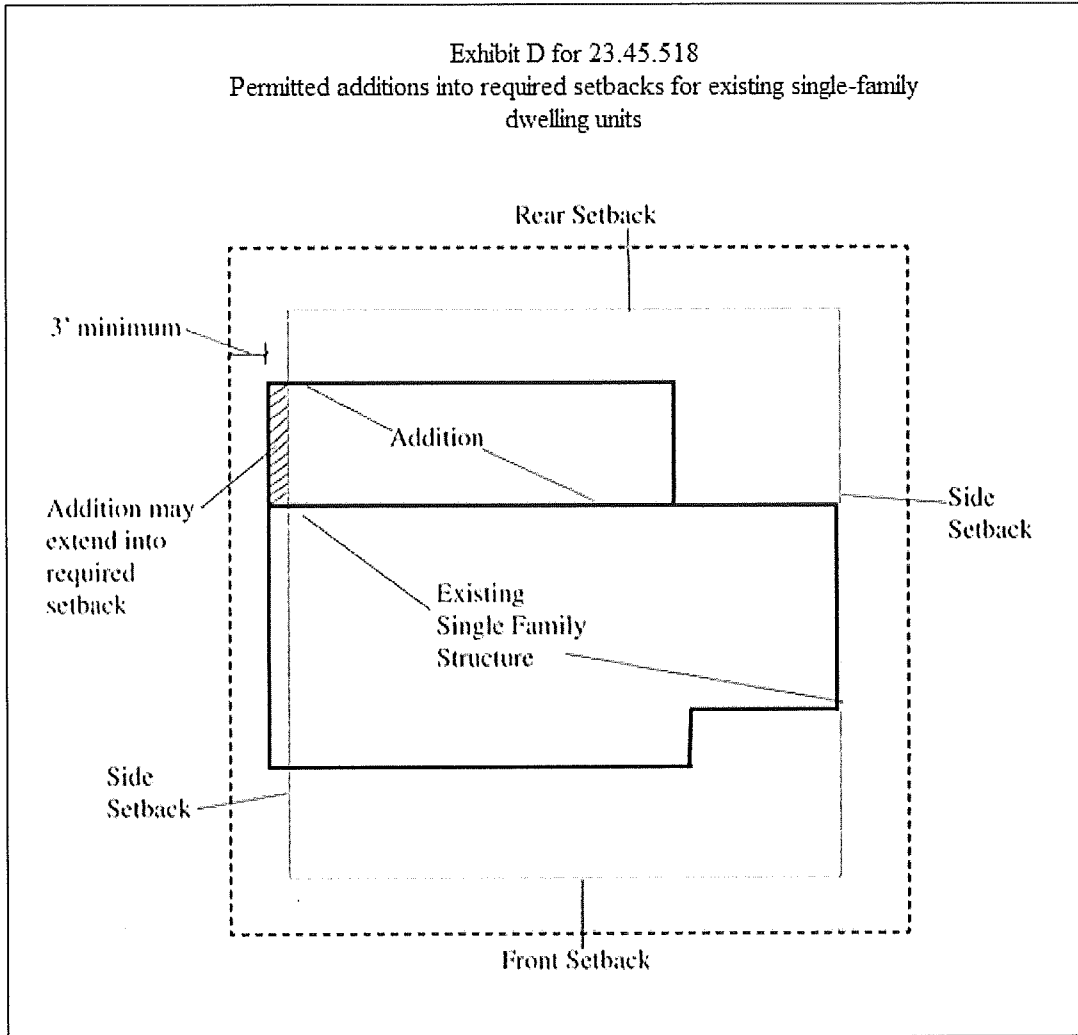 Exhibit D for 23.45.518
Permitted additions into required setbacks for existing single-family
dwelling units
Rear Setback
3' minimum
Addition
Addition may
extend into
required
setback
Side
Setback
Existing
Single Family
Structure
Side
Setback
Front Setback